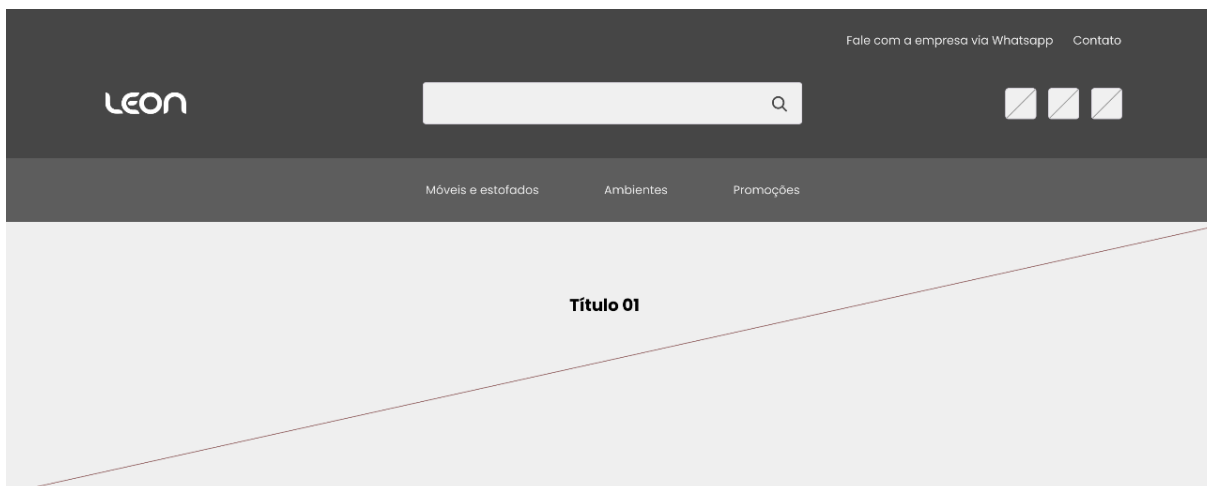 Fale com a empresa via Whatsapp Contato
LEON
Móveis e estofados Ambientes Promoções
Título 01